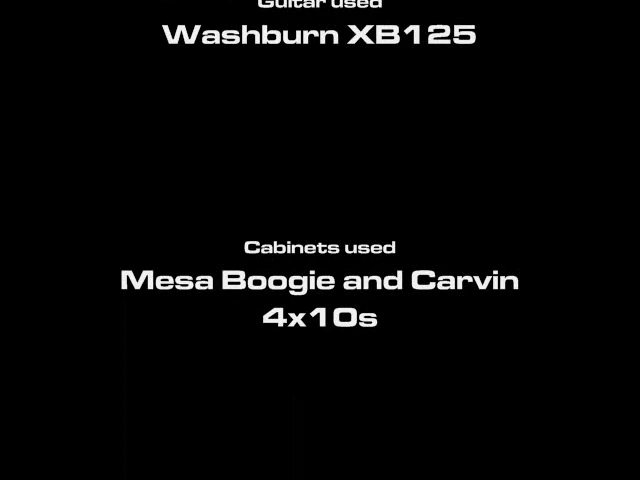 Guitar used
Washburn XB125
Cabinets used
Mesa Boogie and Carvin
4x10s